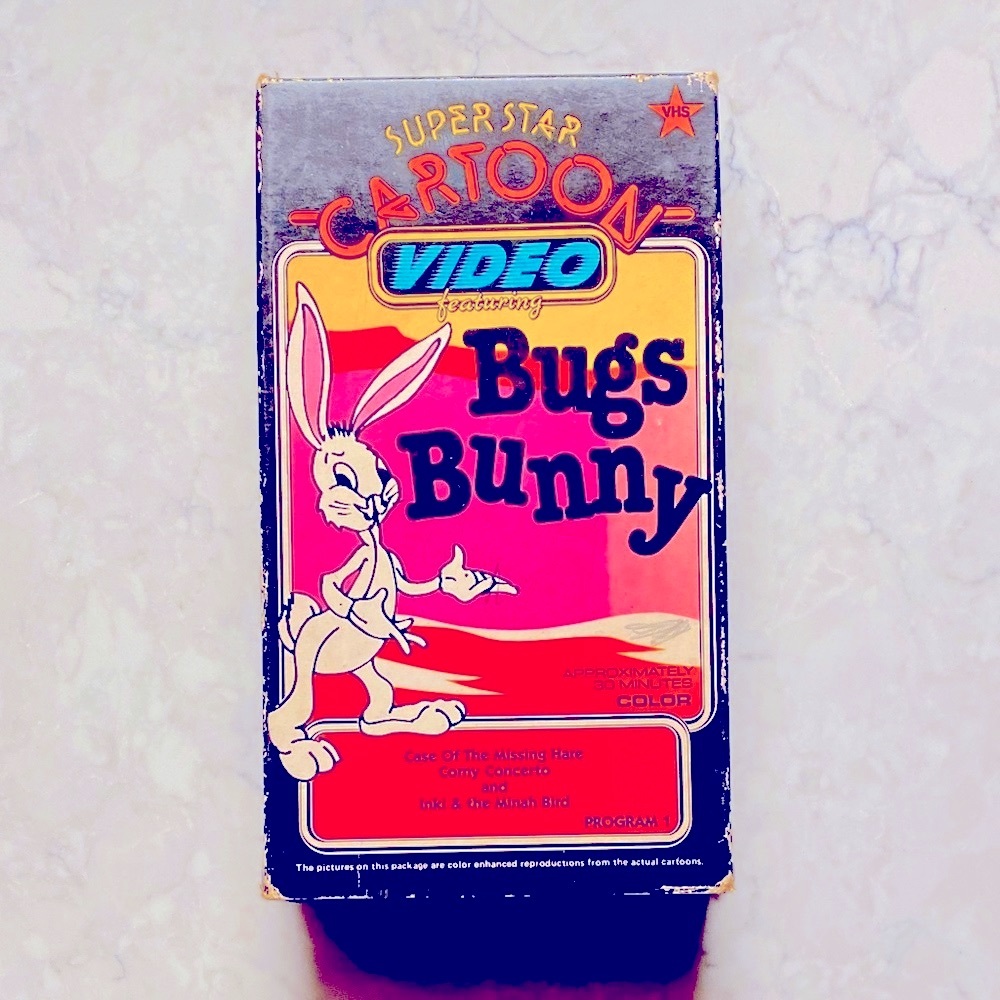 SUPER STAR
VHS
CARTOON
VIDEO
featuring
Bugs
Bunny
APPROXIMATELY
30 MINUTES
COLOR
Case Of The Missing Hare
Corny Concerto
and
Inki & the Minah Bird
PROGRAM 1
The pictures on this package are color enhanced reproductions from the actual cartoons.